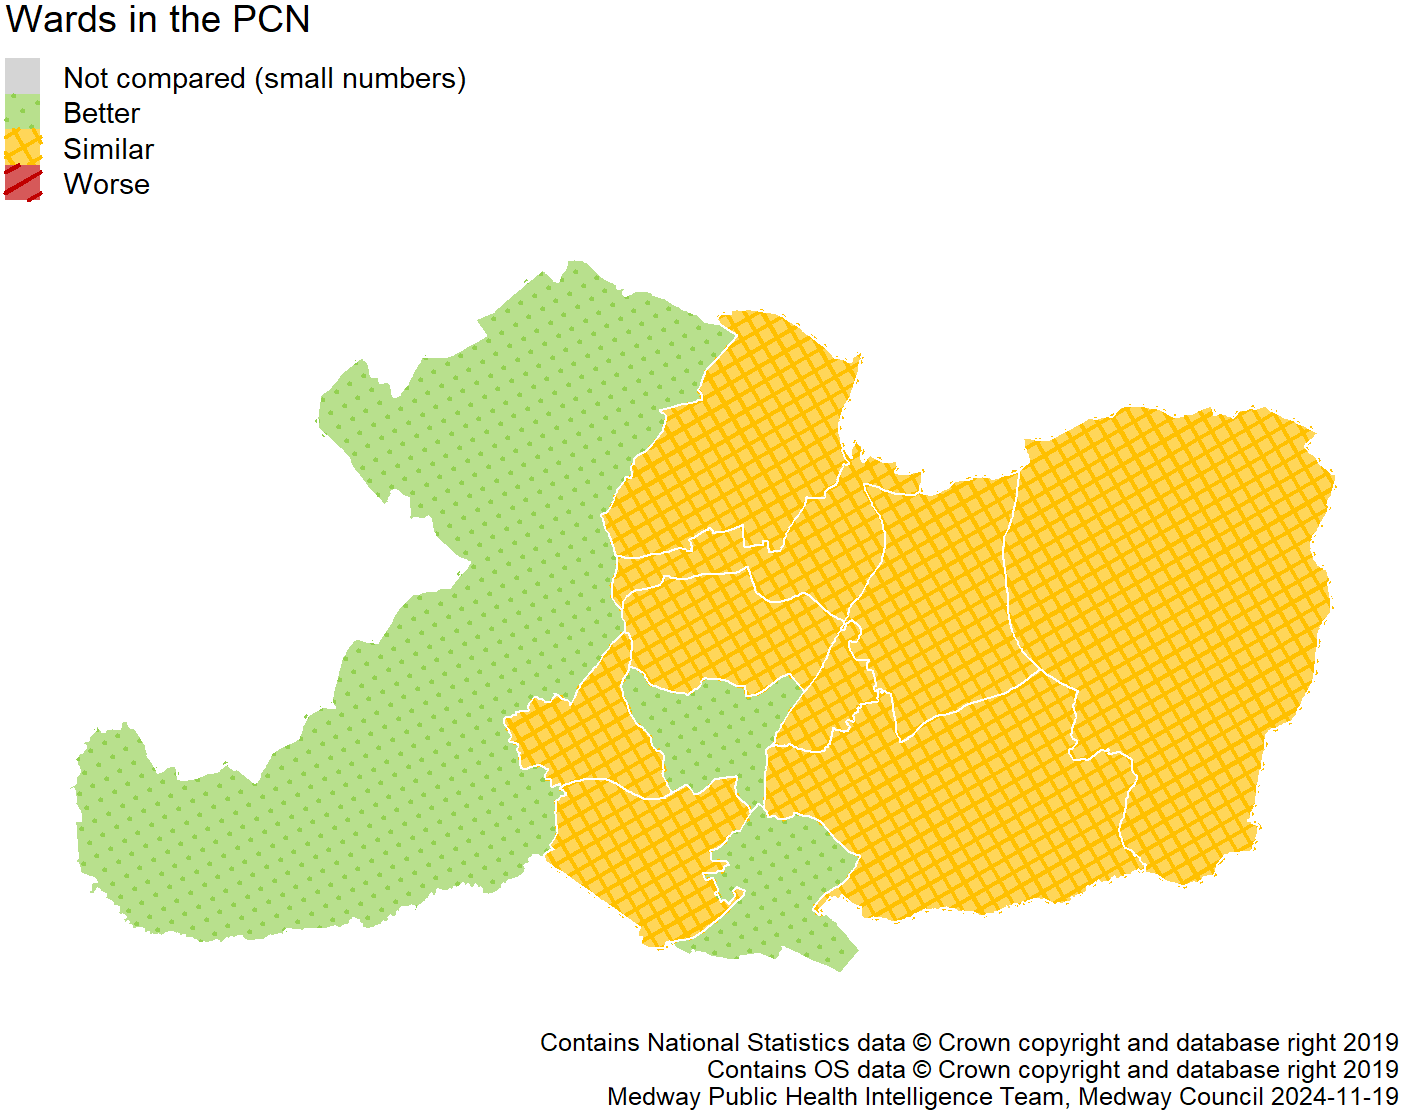 Wards in the PCN
Not compared (small numbers)
Better
Similar
Worse
Contains National Statistics data © Crown copyright and database right 2019
Contains OS data © Crown copyright and database right 2019
Medway Public Health Intelligence Team, Medway Council 2024-11-19